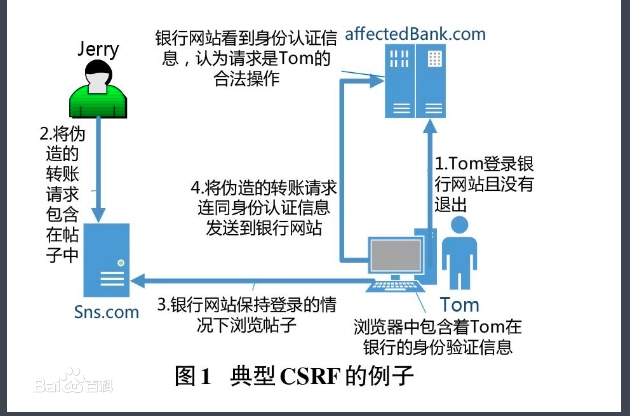 Jerry
银行网站看到身份认证信
息，认为请求是Tom的
合法操作
affectedBank.com
2.将伪
造的
转账
请求
包含
在帖
子中
4.将伪造的转账请求
连同身份认证信息
发送到银行网站
1.Tom登录银
行网站且没有
退出
Sns.com
3.银行网站保持登录的情
况下浏览帖子
Tom
浏览器中包含着Tom在
银行的身份验证信息
图1 典型CSRF的例子
Bai百科